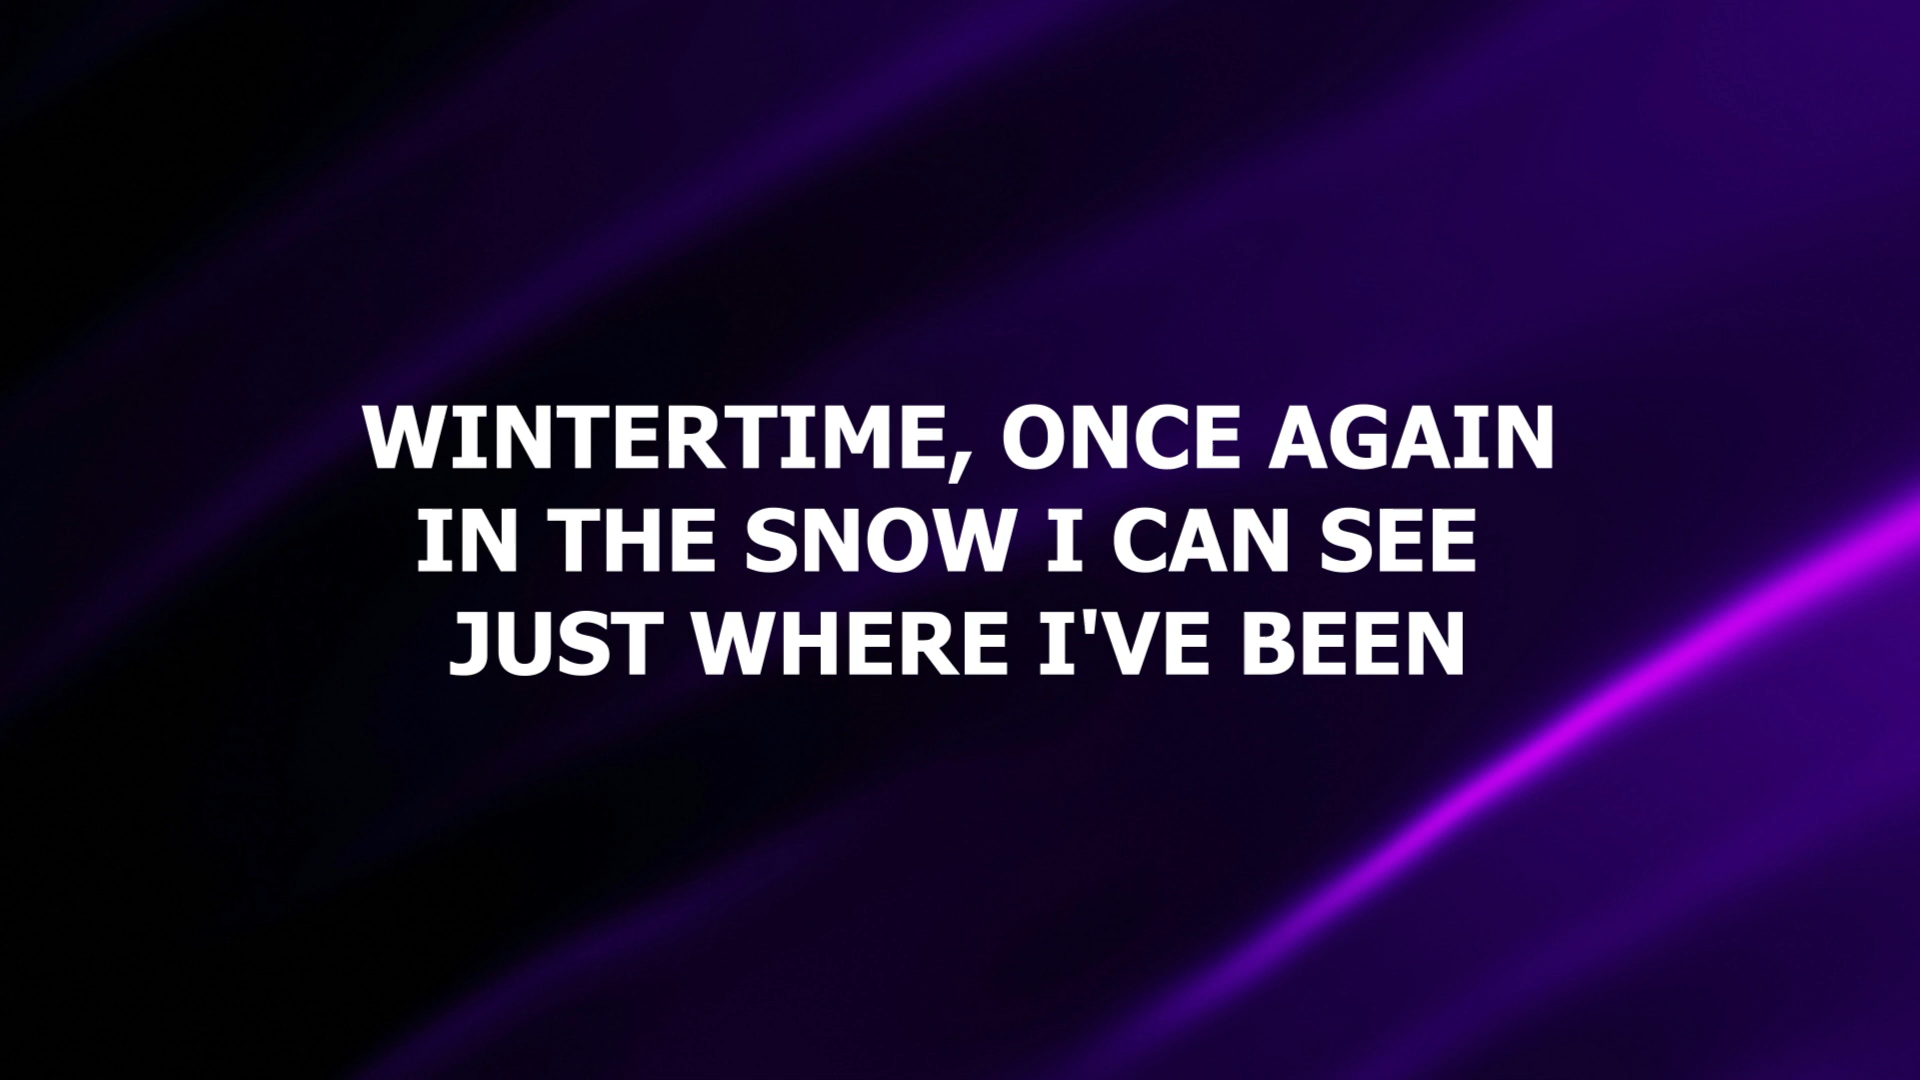 WINTERTIME, ONCE AGAIN
IN THE SNOW I CAN SEE
JUST WHERE I'VE BEEN